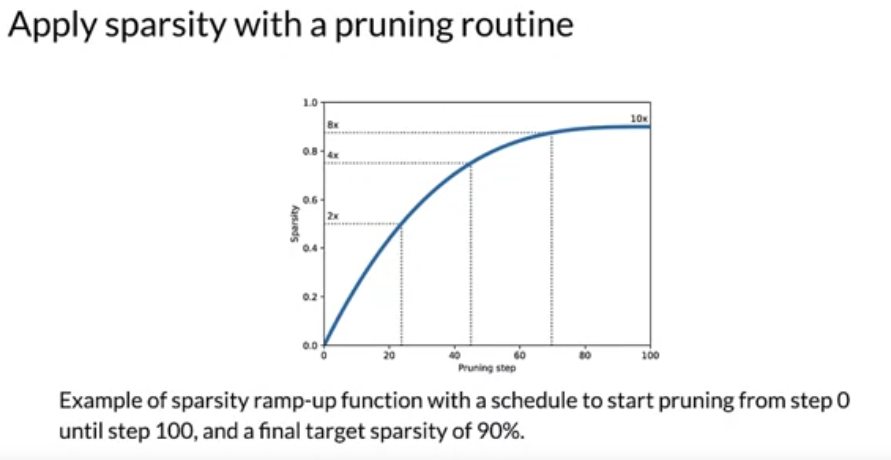 Apply sparsity with a pruning routine
1.0
8x
10x
0.8
4x
0.6
2x
Sparsity
0.4
0.2
0.0
0 20 40 60 80 100
Pruning step
Example of sparsity ramp-up function with a schedule to start pruning from step 0
until step 100, and a final target sparsity of 90%.